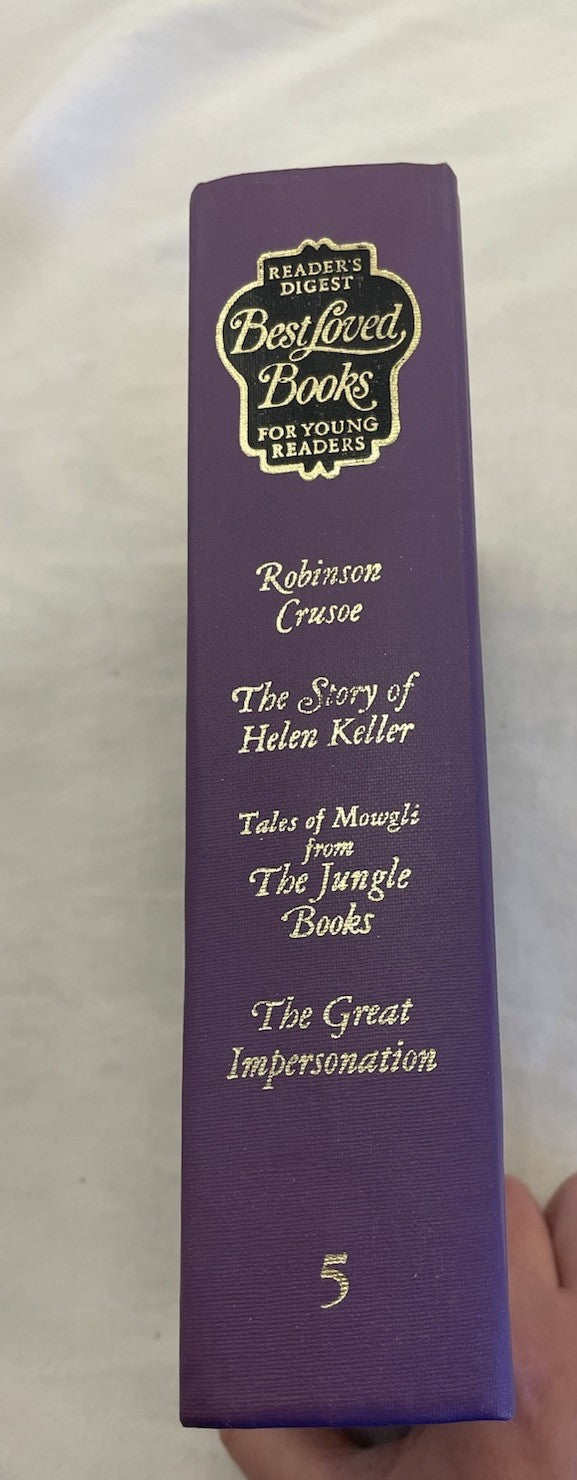 READER'S
DIGEST
Best Loved
Books
FOR YOUNG
READERS
Robinson
Crusoe
The Story of
Helen Keller
Tales of Mowgli
from
The Jungle
Books
The Great
Impersonation
5